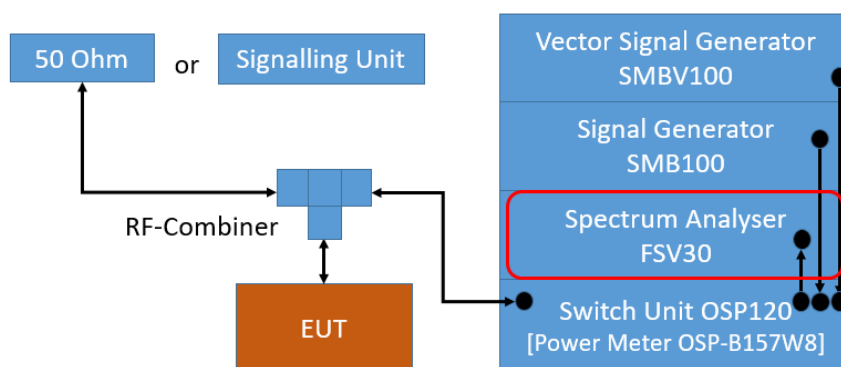 50 Ohm
or
Signalling Unit
RF-Combiner
EUT
Vector Signal Generator
SMBV100
Signal Generator
SMB100
Spectrum Analyser
FSV30
Switch Unit OSP120
[Power Meter OSP-B157W8]